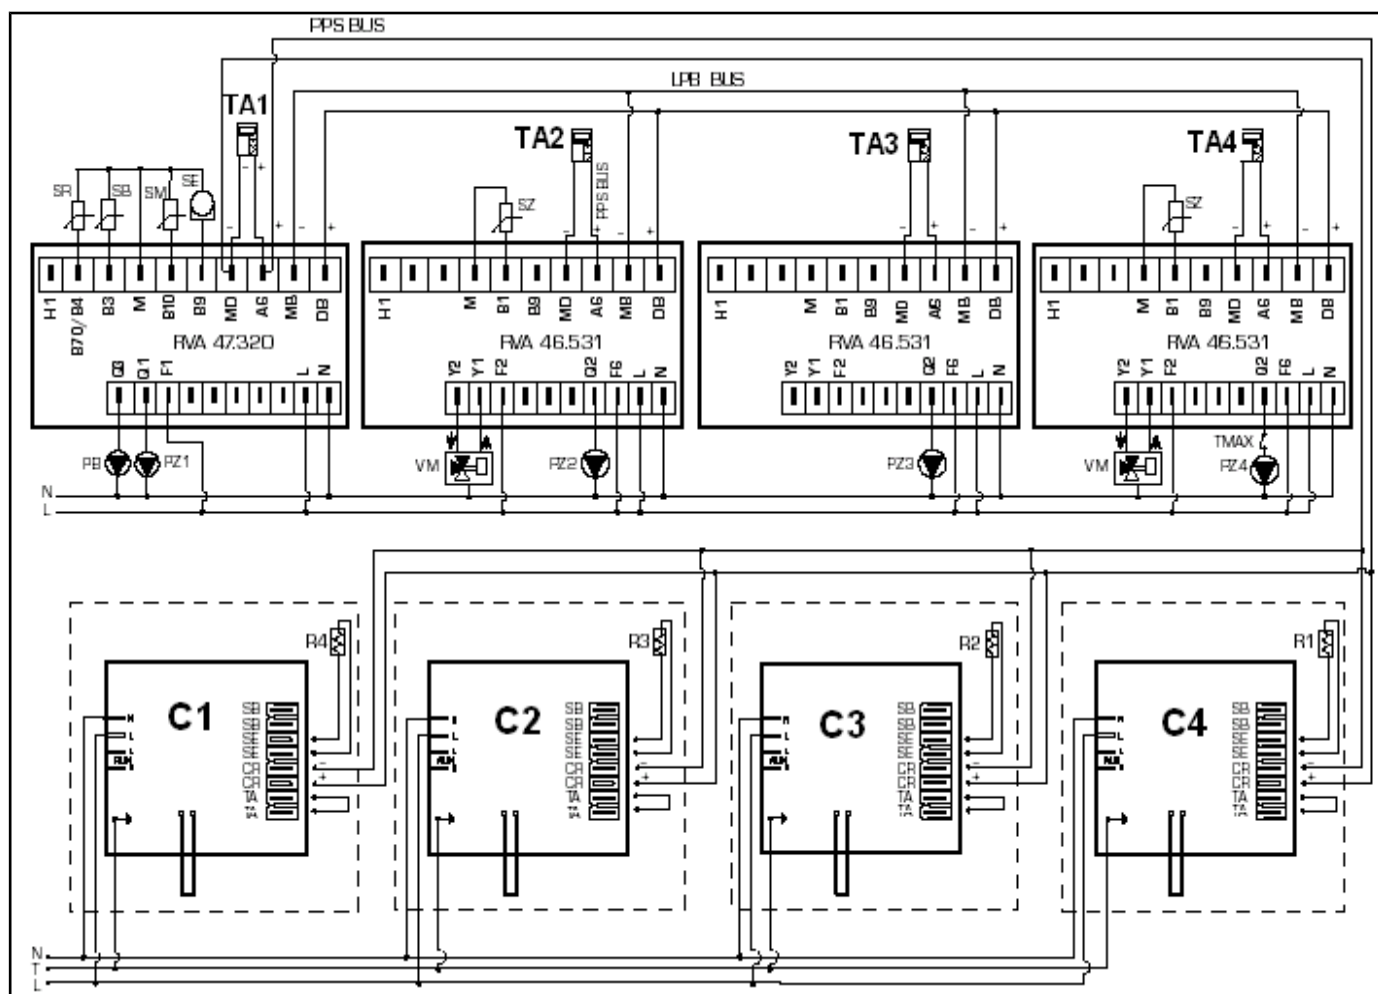 PPS BUS
LPB BUS
TA1
TA2
TA3
TA4
SR
SB
SM
SE
- +
- +
SZ
PPS BUS
- +
- +
- +
- +
SZ
- +
- +
H1 B70/B4 B3 M B10 B9 MD A6 MB DB
H1 M B1 B9 MD A6 MB DB
H1 M B1 B9 MD A6 MB DB
H1 M B1 B9 MD A6 MB DB
RVA 47.320
RVA 46.531
RVA 46.531
RVA 46.531
Q3 Q1 F1 L N
Y2 Y1 F2 Q2 F6 L N
Y2 Y1 F2 Q2 F6 L N
Y2 Y1 F2 Q2 F6 L N
PB
PZ1
VM
PZ2
PZ3
VM
TMAX
PZ4
N
L
R4
R3
R2
R1
C1
C2
C3
C4
SB
SB
SE
SE
CR -
CR +
TA
TA
SB
SB
SE
SE
CR -
CR +
TA
TA
SB
SB
SE
SE
CR -
CR +
TA
TA
SB
SB
SE
SE
CR -
CR +
TA
TA
N
L
L
N
L
L
N
L
L
N
L
L
N
T
L